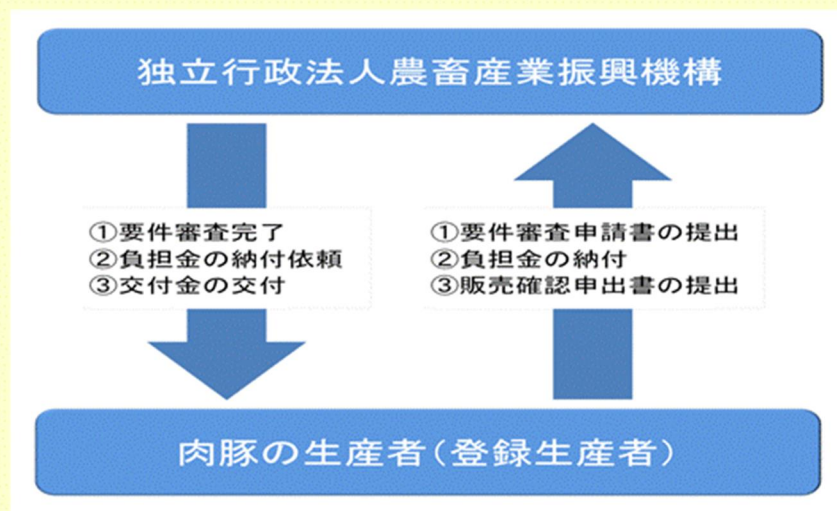 独立行政法人農畜産業振興機構
①要件審査完了
②負担金の納付依頼
③交付金の交付
①要件審査申請書の提出
②負担金の納付
③販売確認申出書の提出
肉豚の生産者(登録生産者)